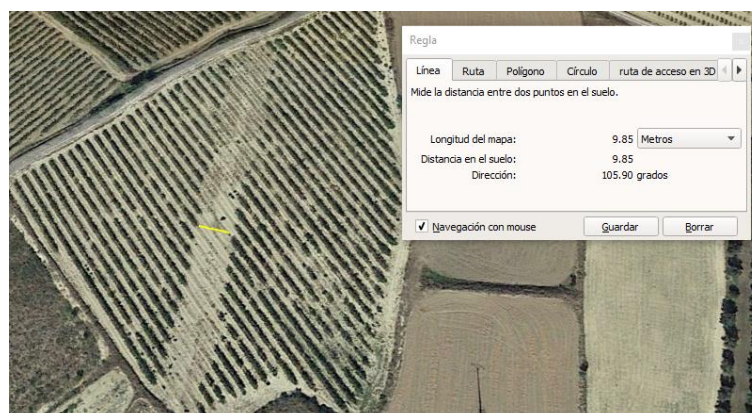 Regla
Línea Ruta Polígono Círculo ruta de acceso en 3D
Mide la distancia entre dos puntos en el suelo.
Longitud del mapa: 9.85 Metros
Distancia en el suelo: 9.85
Dirección: 105.90 grados
Navegación con mouse Guardar Borrar